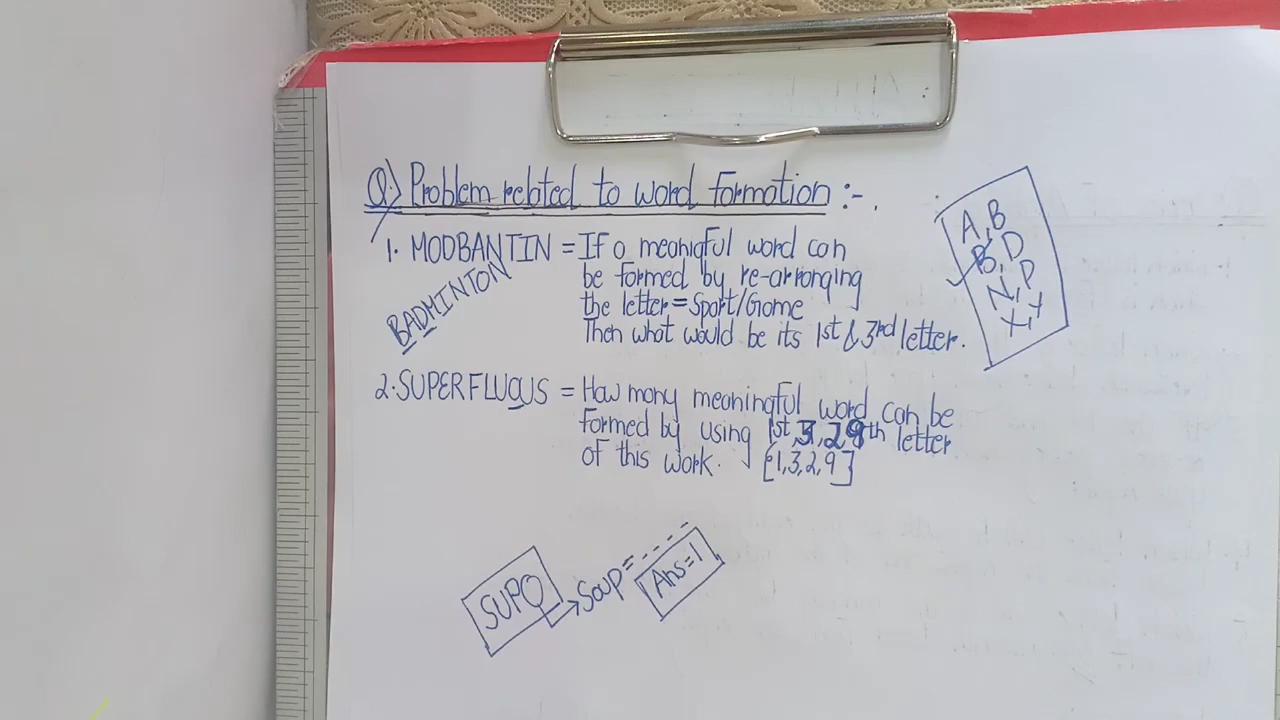 Q) Problem related to word formation :-
1. MODBANTIN = If a meanigful word can
be formed by re-arranging
the letter = Sport/Game
Then what would be its 1st & 3rd letter.
BADMINTON
A, B
B, D
N, P
X, Y
2. SUPERFLUOUS = How many meaningful word can be
formed by using 1st, 3, 2 9th letter
of this work. [1, 3, 2, 9]
SUPO → Soup = Ans = 1